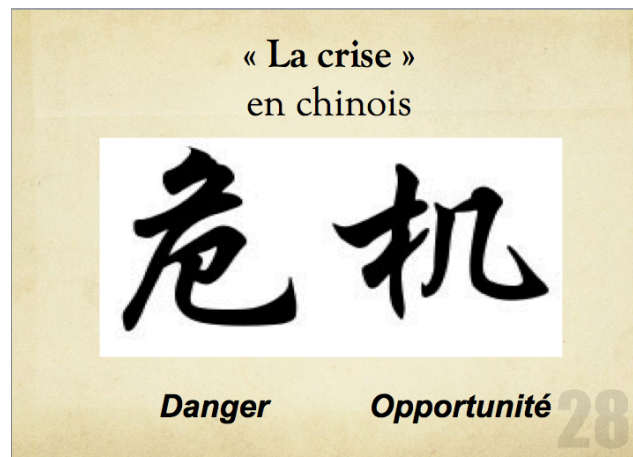 « La crise »
en chinois
危机
Danger Opportunité
28